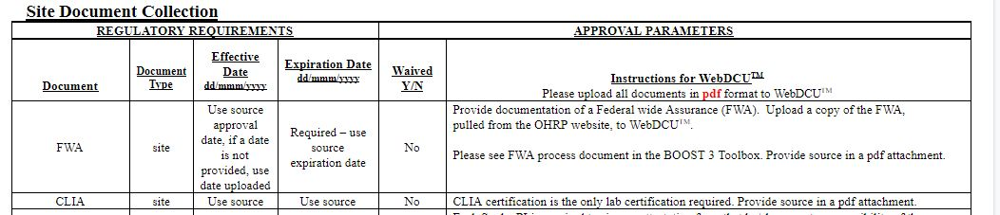 Site Document Collection
REGULATORY REQUIREMENTS
APPROVAL PARAMETERS
Document
Document
Type
Effective
Date
dd/mmm/yyyy
Expiration Date
dd/mmm/yyyy
Waived
Y/N
Instructions for WebDCU™
Please upload all documents in pdf format to WebDCU™
FWA
site
Use source
approval
date, if a date
is not
provided, use
date uploaded
Required – use
source
expiration date
No
Provide documentation of a Federal wide Assurance (FWA). Upload a copy of the FWA,
pulled from the OHRP website, to WebDCU™.
Please see FWA process document in the BOOST 3 Toolbox. Provide source in a pdf attachment.
CLIA
site
Use source
Use source
No
CLIA certification is the only lab certification required. Provide source in a pdf attachment.